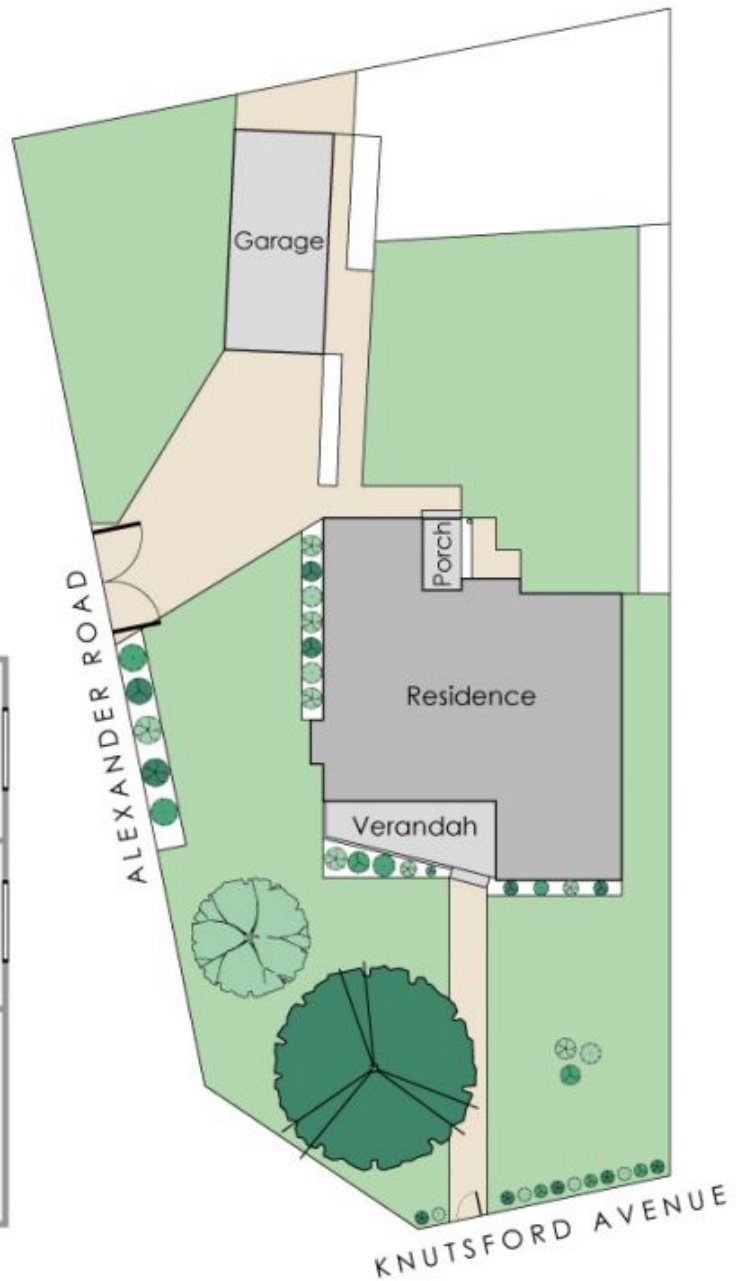 Garage
Porch
ALEXANDER ROAD
Residence
Verandah
KNUTSFORD AVENUE